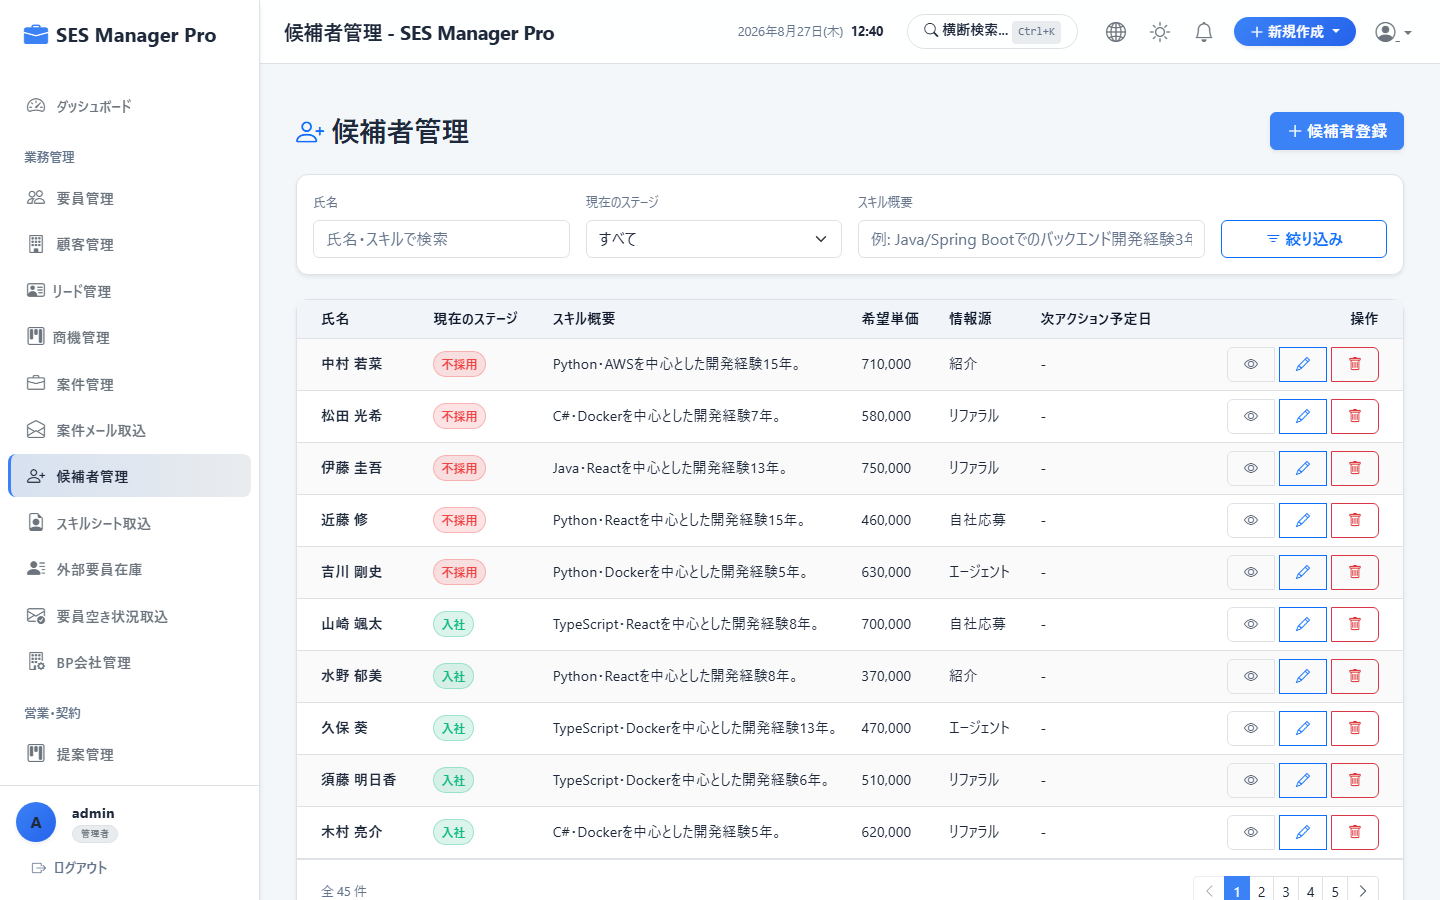 SES Manager Pro
ダッシュボード
業務管理
要員管理
顧客管理
リード管理
商機管理
案件管理
案件メール取込
候補者管理
スキルシート取込
外部要員在庫
要員空き状況取込
BP会社管理
営業・契約
提案管理
A
admin
管理者
ログアウト
候補者管理 - SES Manager Pro
2026年8月27日(木) 12:40
横断検索... Ctrl+K
+ 新規作成
候補者管理
+ 候補者登録
氏名 現在のステージ スキル概要
氏名・スキルで検索 すべて 例: Java/Spring Bootでのバックエンド開発経験3年 絞り込み
氏名 現在のステージ スキル概要 希望単価 情報源 次アクション予定日 操作
中村 若菜 不採用 Python・AWSを中心とした開発経験15年。 710,000 紹介 -
松田 光希 不採用 C#・Dockerを中心とした開発経験7年。 580,000 リファラル -
伊藤 圭吾 不採用 Java・Reactを中心とした開発経験13年。 750,000 リファラル -
近藤 修 不採用 Python・Reactを中心とした開発経験15年。 460,000 自社応募 -
吉川 剛史 不採用 Python・Dockerを中心とした開発経験5年。 630,000 エージェント -
山崎 颯太 入社 TypeScript・Reactを中心とした開発経験8年。 700,000 自社応募 -
水野 郁美 入社 Python・Reactを中心とした開発経験8年。 370,000 紹介 -
久保 葵 入社 TypeScript・Dockerを中心とした開発経験13年。 470,000 エージェント -
須藤 明日香 入社 TypeScript・Dockerを中心とした開発経験6年。 510,000 リファラル -
木村 亮介 入社 C#・Dockerを中心とした開発経験5年。 620,000 リファラル -
全 45 件
1 2 3 4 5